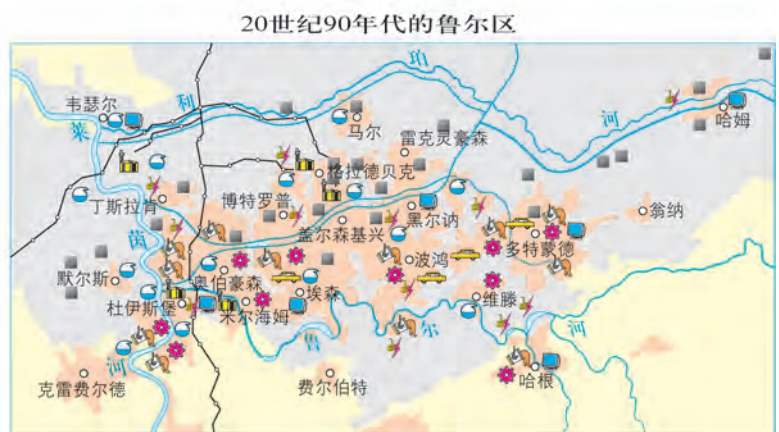 20世纪90年代的鲁尔区
珀
利
韦瑟尔
莱
马尔
河
哈姆
雷克灵豪森
格拉德贝克
丁斯拉肯
博特罗普
黑尔讷
翁纳
盖尔森基兴
茵
多特蒙德
波鸿
默尔斯
奥伯豪森
埃森
杜伊斯堡
米尔海姆
维滕
鲁
尔
河
河
克雷费尔德
费尔伯特
哈根